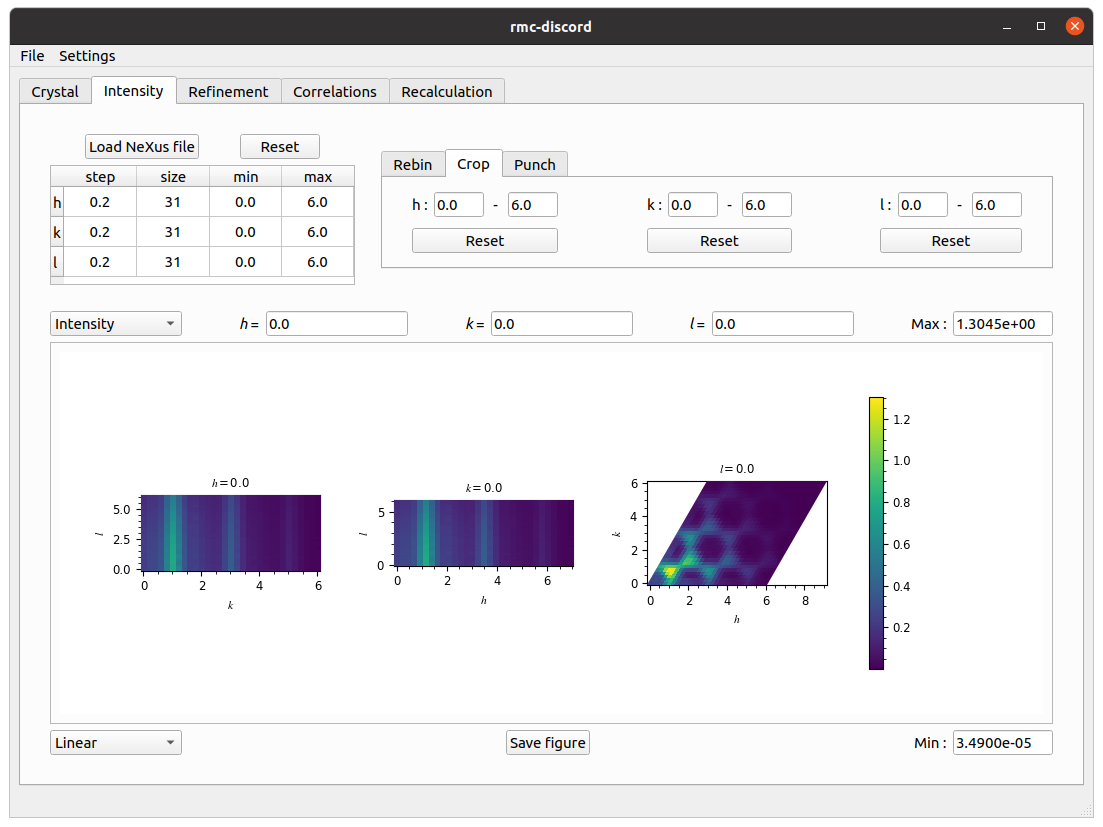 rmc-discord
File Settings
Crystal Intensity Refinement Correlations Recalculation
Load NeXus file Reset
step size min max
h 0.2 31 0.0 6.0
k 0.2 31 0.0 6.0
l 0.2 31 0.0 6.0
Rebin Crop Punch
h : 0.0 - 6.0 k : 0.0 - 6.0 l : 0.0 - 6.0
Reset Reset Reset
Intensity h = 0.0 k = 0.0 l = 0.0 Max : 1.3045e+00
h=0.0
l
5.0
2.5
0.0
0 2 4 6
k
k=0.0
l
5
0
0 2 4 6
h
l=0.0
k
6
4
2
0
0 2 4 6 8
h
1.2
1.0
0.8
0.6
0.4
0.2
Linear Save figure Min : 3.4900e-05